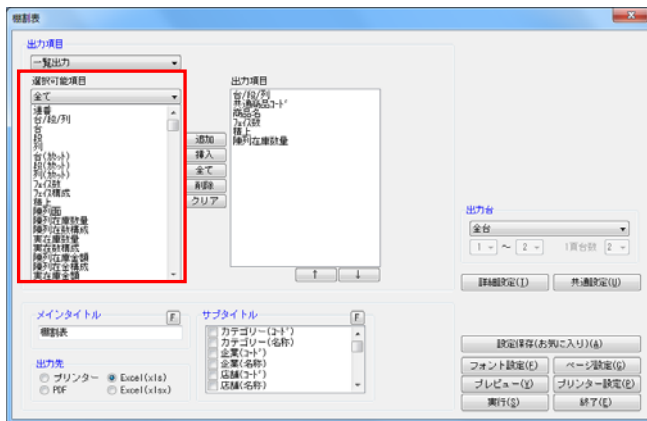 棚割表
出力項目
一覧出力
選択可能項目
全て
連番
台/段/列
台
段
列
台(ｶｾｯﾄ)
段(ｶｾｯﾄ)
列(ｶｾｯﾄ)
ﾌｪｲｽ数
ﾌｪｲｽ構成
積上
陳列面
陳列在庫数量
陳列在数構成
実在庫数量
実在数構成
陳列在庫金額
陳列在金構成
実在庫金額
追加
挿入
全て
削除
クリア
出力項目
台/段/列
共通商品ｺｰﾄﾞ
商品名
ﾌｪｲｽ数
積上
陳列在庫数量
↑
↓
出力台
全台
1 ～ 2 1頁台数 2
詳細設定(T)
共通設定(U)
メインタイトル
F
棚割表
サブタイトル
F
カテゴリー(ｺｰﾄﾞ)
カテゴリー(名称)
企業(ｺｰﾄﾞ)
企業(名称)
店舗(ｺｰﾄﾞ)
店舗(名称)
出力先
プリンター
Excel(xls)
PDF
Excel(xlsx)
設定保存(お気に入り)(A)
フォント設定(F)
ページ設定(G)
プレビュー(V)
プリンター設定(P)
実行(S)
終了(E)